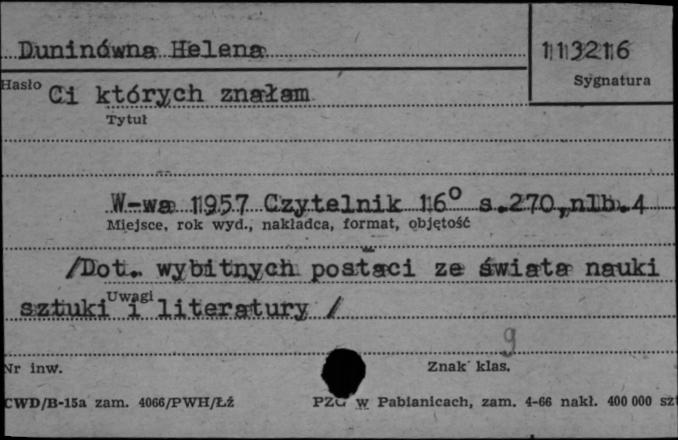 Duninówna Helena 113216
Hasło Sygnatura
Ci których znałam
Tytuł
W-wa 1957 Czytelnik 16° s.270,nlb.4
Miejsce, rok wyd., nakładca, format, objętość
/Dot. wybitnych postaci ze świata nauki
Uwagi
sztuki i literatury /
9
Nr inw. Znak klas.
CWD/B-15a zam. 4066/PWH/Łź PZG w Pabianicach, zam. 4-66 nakł. 400 000 szt